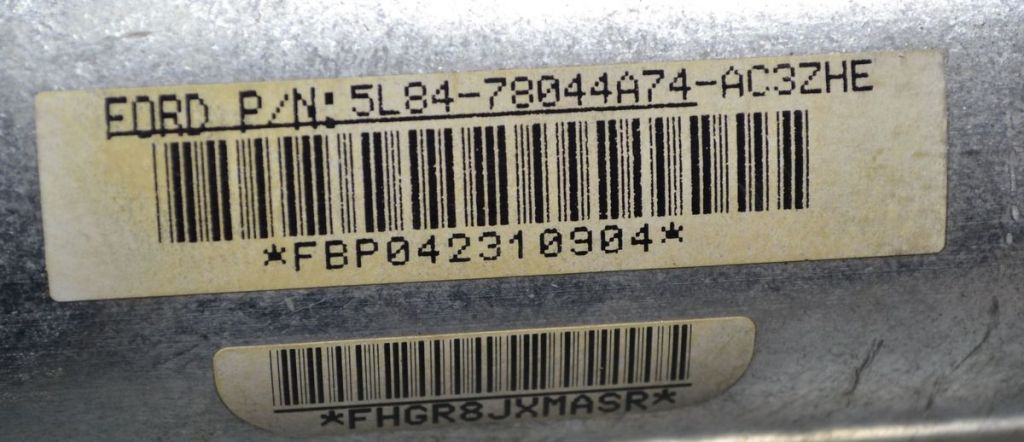 FORD P/N: 5L84-78044A74-AC3ZHE
*FBP042310904*
*FHGR8JXMASR*